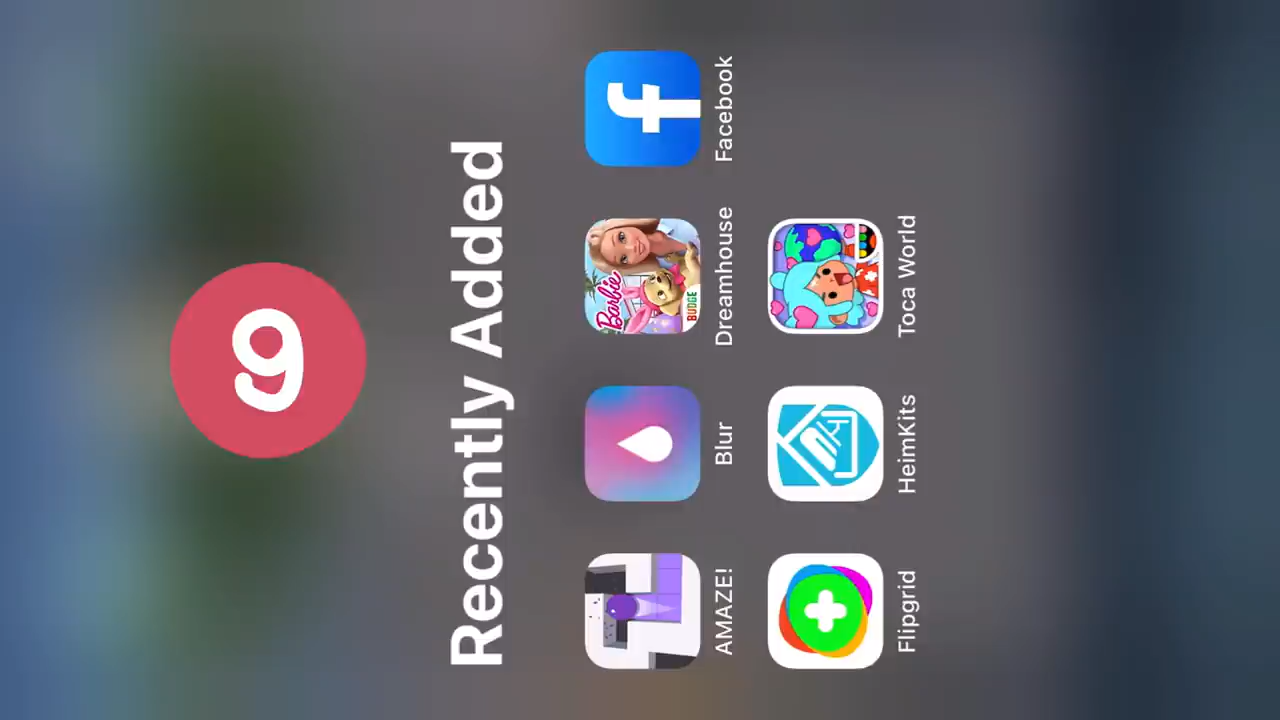 9
Recently Added
Barbie
BUDGE
f
AMAZE! Blur Dreamhouse Facebook
Flipgrid HeimKits Toca World